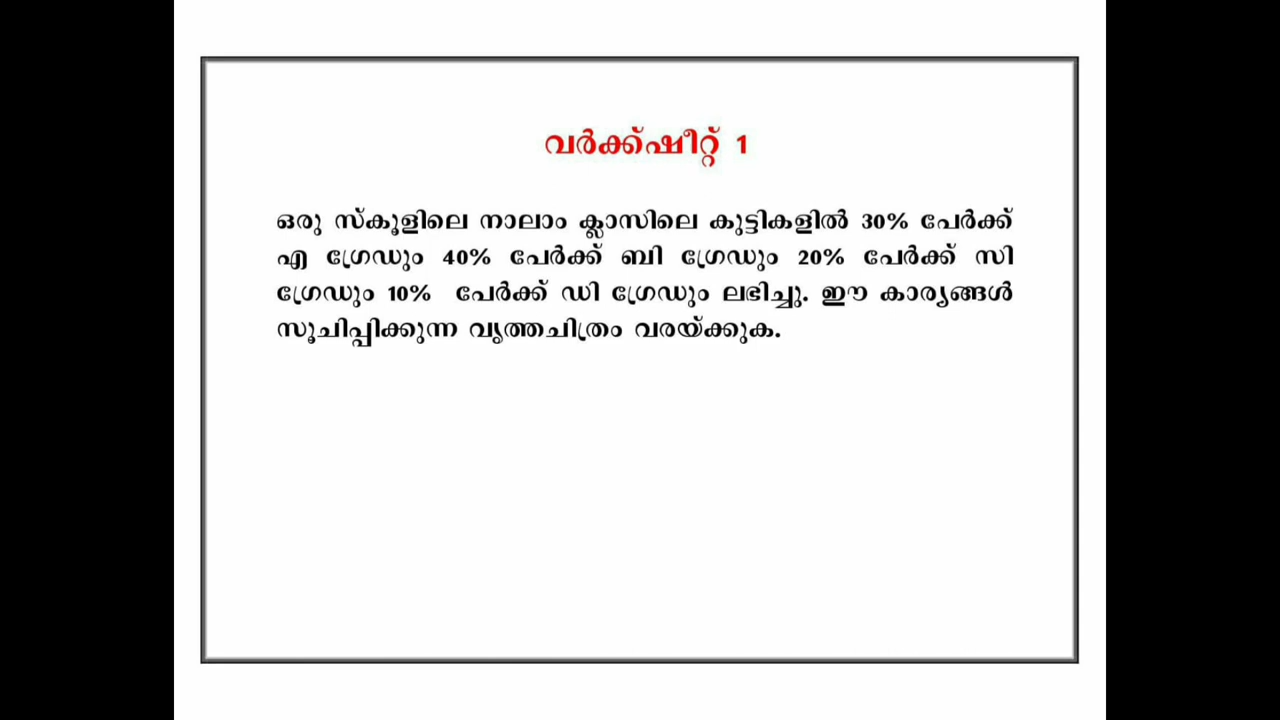 വർക്ക്ഷീറ്റ് 1
ഒരു സ്കൂളിലെ നാലാം ക്ലാസിലെ കുട്ടികളിൽ 30% പേർക്ക്
എ ഗ്രേഡും 40% പേർക്ക് ബി ഗ്രേഡും 20% പേർക്ക് സി
ഗ്രേഡും 10% പേർക്ക് ഡി ഗ്രേഡും ലഭിച്ചു. ഈ കാര്യങ്ങൾ
സൂചിപ്പിക്കുന്ന വൃത്തചിത്രം വരയ്ക്കുക.